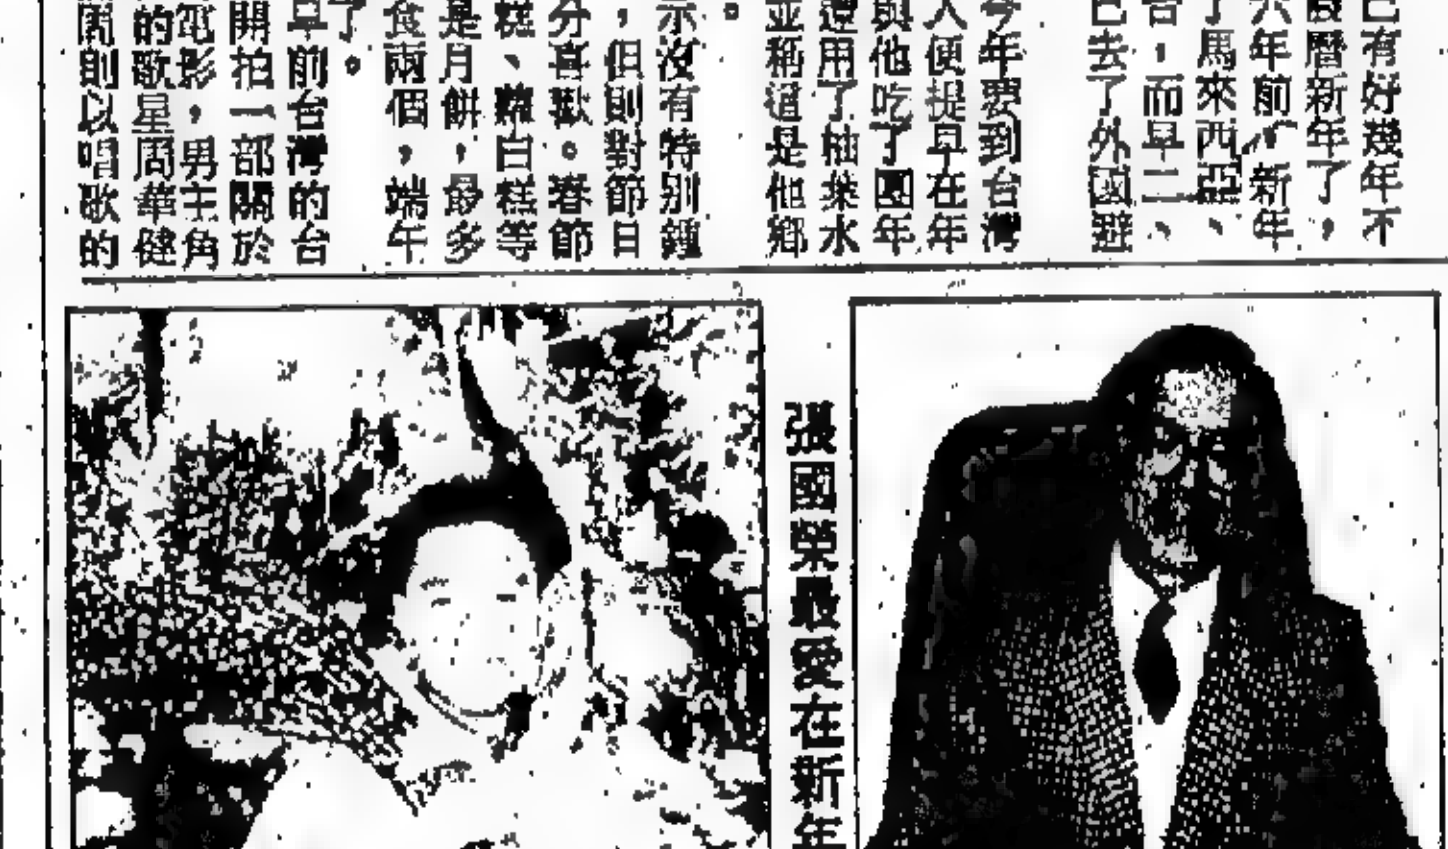 已有好幾年不
曆新年了，
六年前，新年
了馬來西亞、
台，而早二、
已去了外國避
今年要到台灣
人便提早在年
與他吃了團年
還用了柚葉水
並稱這是他鄉
。
示沒有特別鍾
，但則對節日
分喜歡。春節
糕、蘿白糕等
是月餅，最多
食兩個，端午
了。
早前台灣的台
開拍一部關於
電影，男主角
的歌星周華健
則以唱歌的
張國榮最愛在新年